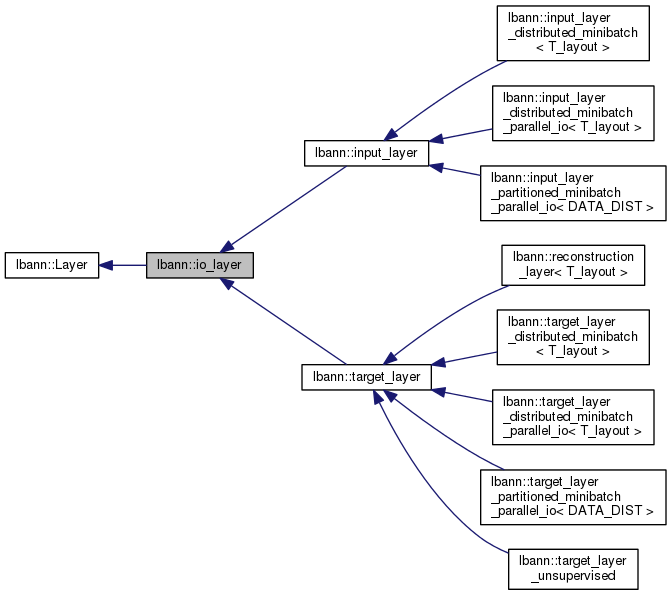 lbann::input_layer
_distributed_minibatch
< T_layout >
lbann::input_layer
_distributed_minibatch
_parallel_io< T_layout >
lbann::input_layer
lbann::input_layer
_partitioned_minibatch
_parallel_io< DATA_DIST >
lbann::Layer
lbann::io_layer
lbann::reconstruction
_layer< T_layout >
lbann::target_layer
_distributed_minibatch
< T_layout >
lbann::target_layer
lbann::target_layer
_distributed_minibatch
_parallel_io< T_layout >
lbann::target_layer
_partitioned_minibatch
_parallel_io< DATA_DIST >
lbann::target_layer
_unsupervised